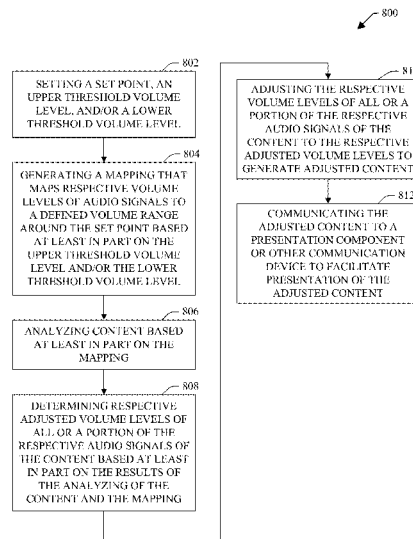 800
802
SETTING A SET POINT, AN
UPPER THRESHOLD VOLUME
LEVEL, AND/OR A LOWER
THRESHOLD VOLUME LEVEL
804
GENERATING A MAPPING THAT
MAPS RESPECTIVE VOLUME
LEVELS OF AUDIO SIGNALS TO
A DEFINED VOLUME RANGE
AROUND THE SET POINT BASED
AT LEAST IN PART ON THE
UPPER THRESHOLD VOLUME
LEVEL AND/OR THE LOWER
THRESHOLD VOLUME LEVEL
806
ANALYZING CONTENT BASED
AT LEAST IN PART ON THE
MAPPING
808
DETERMINING RESPECTIVE
ADJUSTED VOLUME LEVELS OF
ALL OR A PORTION OF THE
RESPECTIVE AUDIO SIGNALS OF
THE CONTENT BASED AT LEAST
IN PART ON THE RESULTS OF
THE ANALYZING OF THE
CONTENT AND THE MAPPING
81
ADJUSTING THE RESPECTIVE
VOLUME LEVELS OF ALL OR A
PORTION OF THE RESPECTIVE
AUDIO SIGNALS OF THE
CONTENT TO THE RESPECTIVE
ADJUSTED VOLUME LEVELS TO
GENERATE ADJUSTED CONTENT
812
COMMUNICATING THE
ADJUSTED CONTENT TO A
PRESENTATION COMPONENT
OR OTHER COMMUNICATION
DEVICE TO FACILITATE
PRESENTATION OF THE
ADJUSTED CONTENT